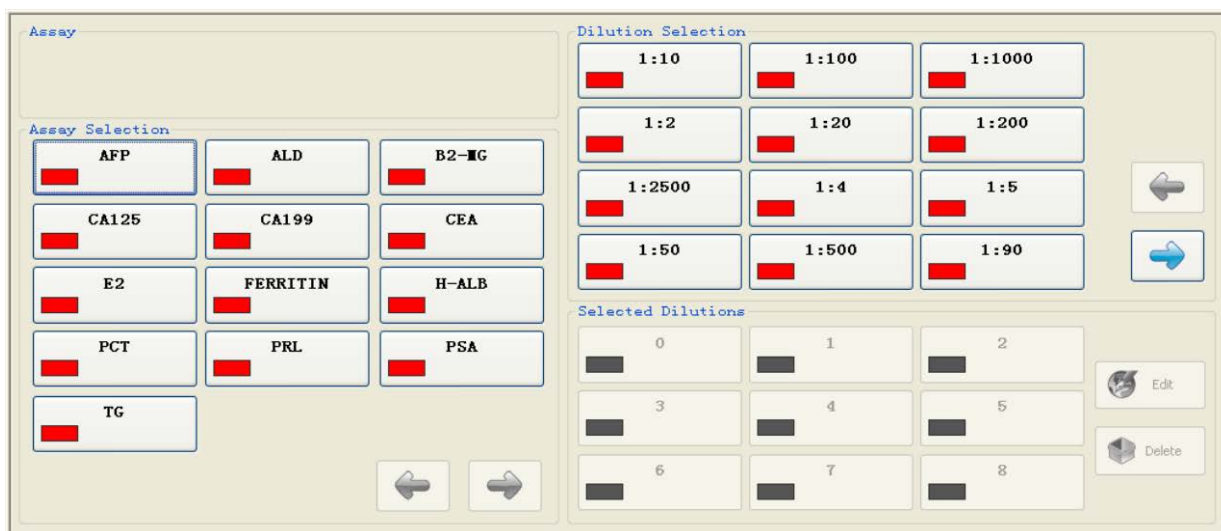 Assay
Assay Selection
AFP
ALD
B2-MG
CA125
CA199
CEA
E2
FERRITIN
H-ALB
PCT
PRL
PSA
TG
Dilution Selection
1:10
1:100
1:1000
1:2
1:20
1:200
1:2500
1:4
1:5
1:50
1:500
1:90
Selected Dilutions
0
1
2
3
4
5
6
7
8
Edit
Delete